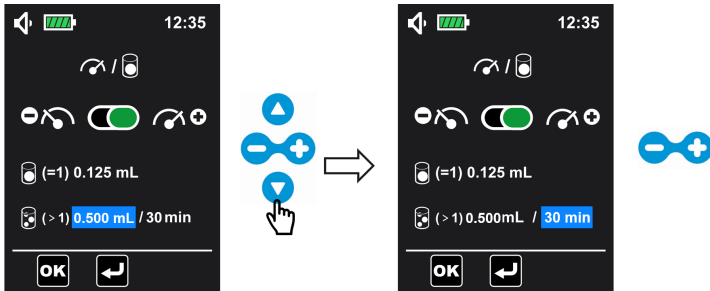 12:35
/
(=1) 0.125 mL
(>1) 0.500 mL / 30 min
OK
12:35
/
(=1) 0.125 mL
(>1) 0.500mL / 30 min
OK